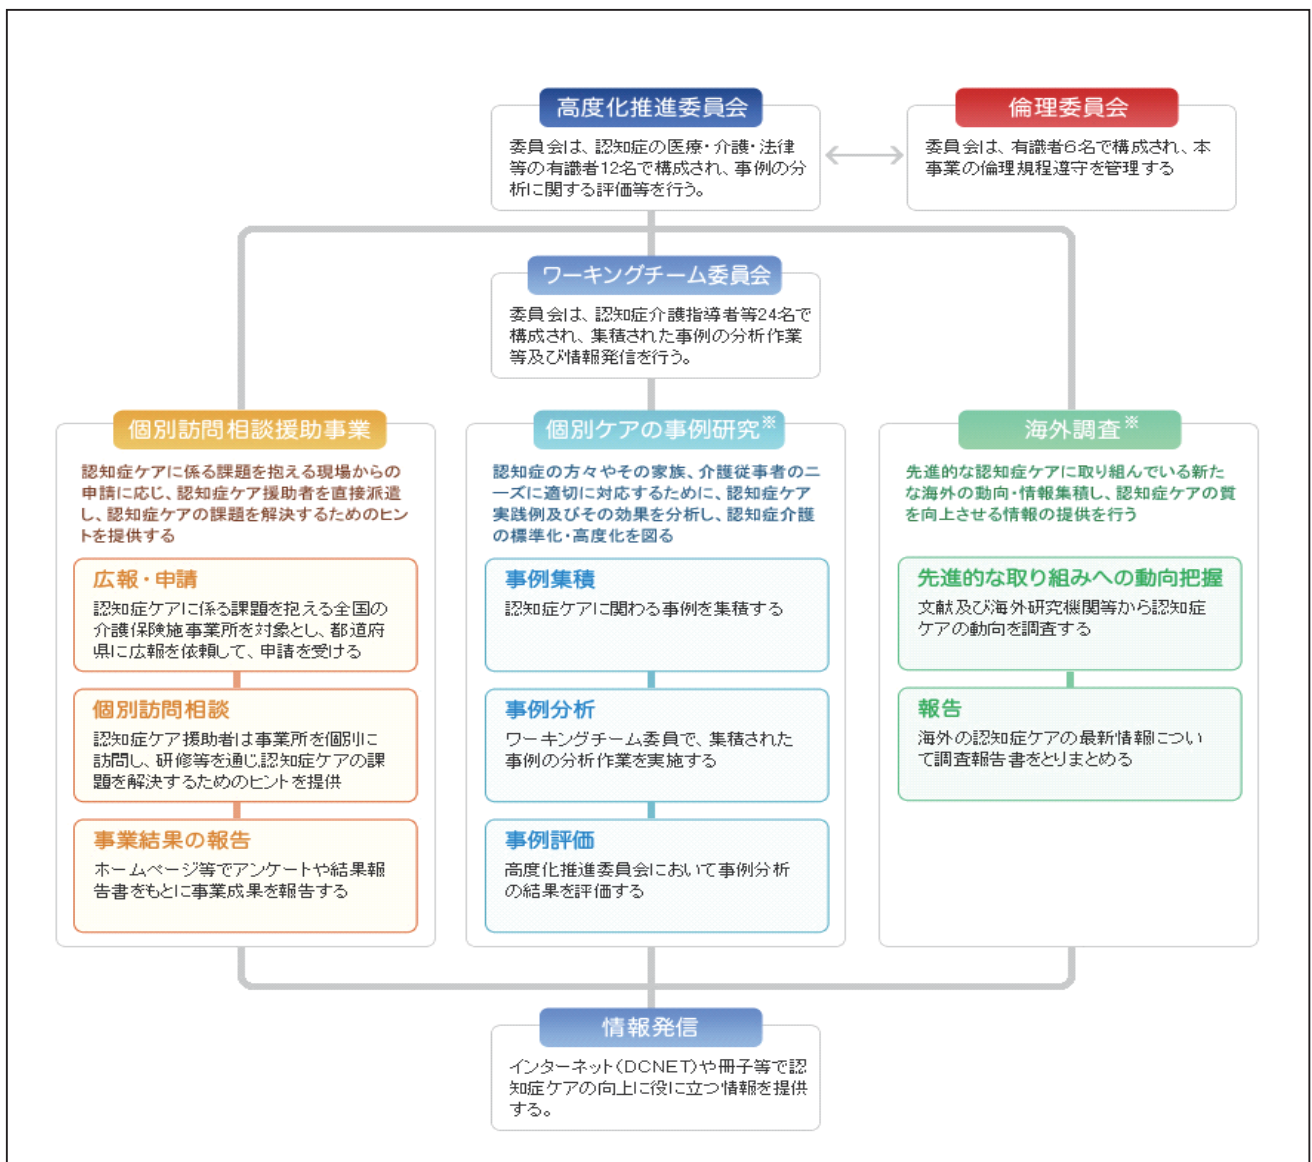 高度化推進委員会
委員会は、認知症の医療・介護・法律
等の有識者12名で構成され、事例の分
析に関する評価等を行う。
倫理委員会
委員会は、有識者6名で構成され、本
事業の倫理規程遵守を管理する
ワーキングチーム委員会
委員会は、認知症介護指導者等24名で
構成され、集積された事例の分析作業
等及び情報発信を行う。
個別訪問相談援助事業
認知症ケアに係る課題を抱える現場からの
申請に応じ、認知症ケア援助者を直接派遣
し、認知症ケアの課題を解決するためのヒン
トを提供する
広報・申請
認知症ケアに係る課題を抱える全国の
介護保険施事業所を対象とし、都道府
県に広報を依頼して、申請を受ける
個別訪問相談
認知症ケア援助者は事業所を個別に
訪問し、研修等を通じ認知症ケアの課
題を解決するためのヒントを提供
事業結果の報告
ホームページ等でアンケートや結果報
告書をもとに事業成果を報告する
個別ケアの事例研究※
認知症の方々やその家族、介護従事者のニ
ーズに適切に対応するために、認知症ケア
実践例及びその効果を分析し、認知症介護
の標準化・高度化を図る
事例集積
認知症ケアに関わる事例を集積する
事例分析
ワーキングチーム委員で、集積された
事例の分析作業を実施する
事例評価
高度化推進委員会において事例分析
の結果を評価する
海外調査※
先進的な認知症ケアに取り組んでいる新た
な海外の動向・情報集積し、認知症ケアの質
を向上させる情報の提供を行う
先進的な取り組みへの動向把握
文献及び海外研究機関等から認知症
ケアの動向を調査する
報告
海外の認知症ケアの最新情報につい
て調査報告書をとりまとめる
情報発信
インターネット(DCNET)や冊子等で認
知症ケアの向上に役に立つ情報を提供
する。